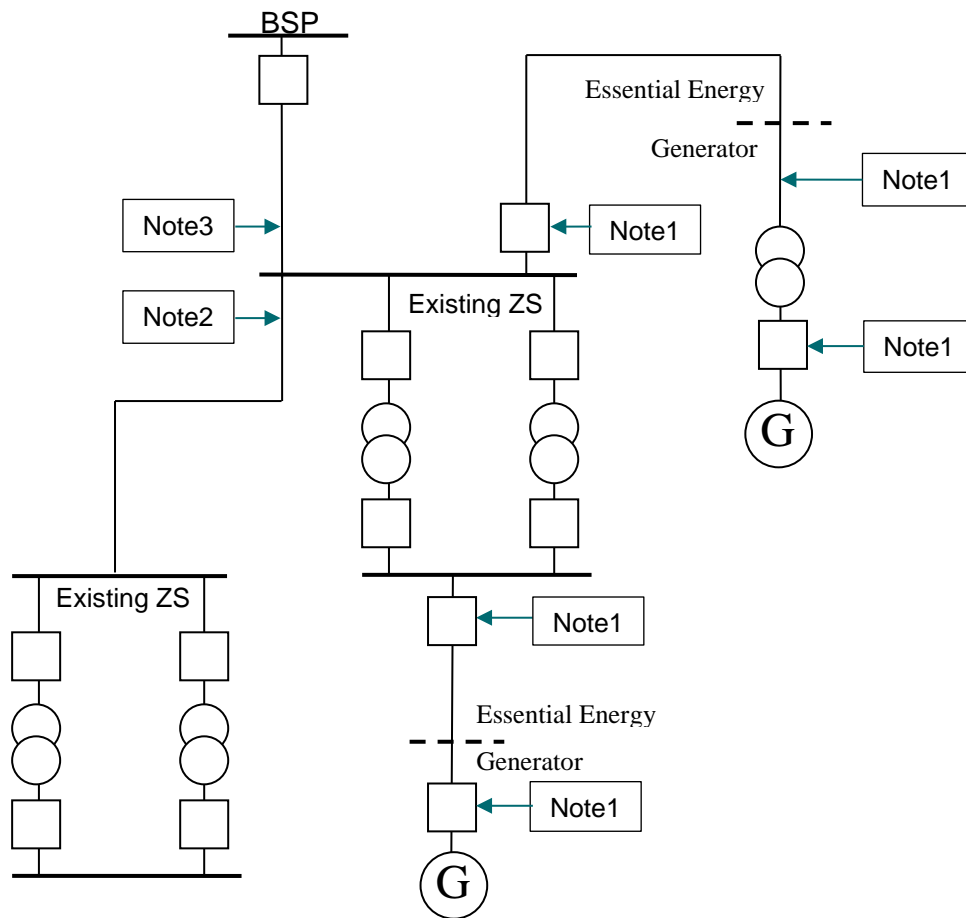 BSP
Essential Energy
Generator
Note1
Note3
Note1
Existing ZS
Note2
Note1
G
Existing ZS
Note1
Essential Energy
Generator
Note1
G